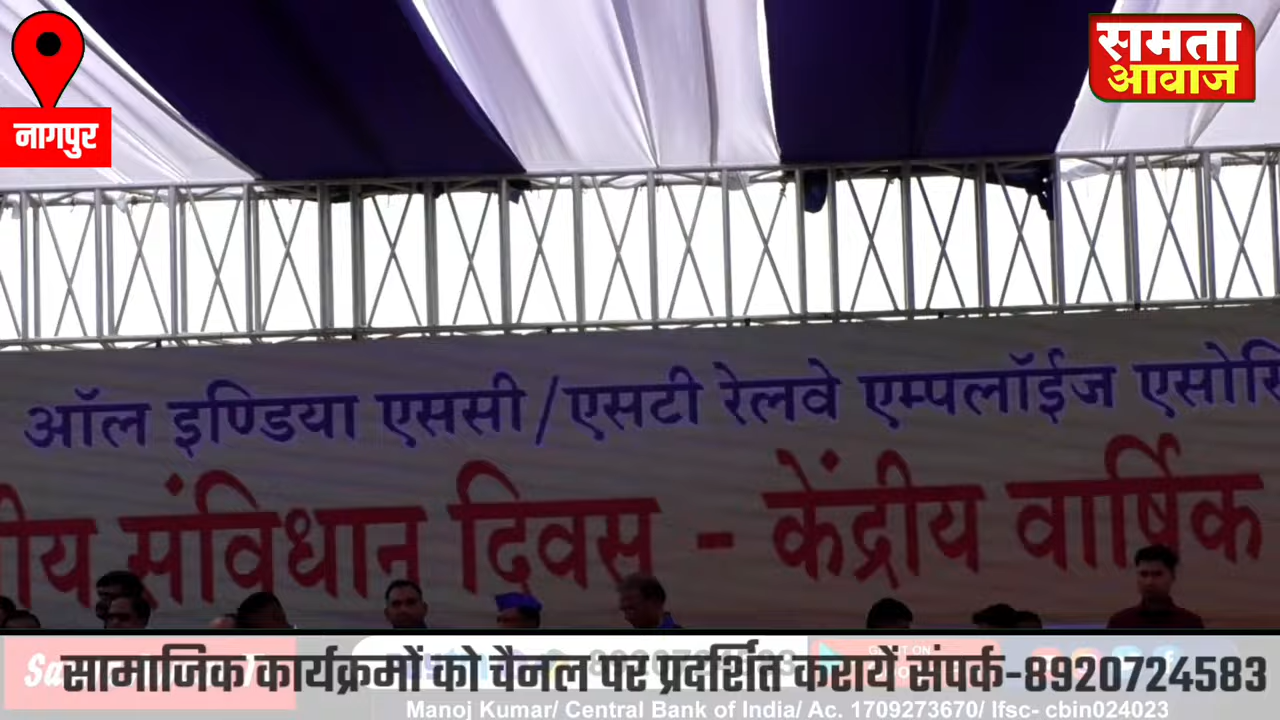 समता
आवाज
नागपुर
ऑल इण्डिया एससी/एसटी रेलवे एम्पलॉईज
संविधान दिवस - केंद्रीय वार्षिक
सामाजिक कार्यक्रमों को चैनल पर प्रदर्शित करायें संपर्क-8920724583
Manoj Kumar/ Central Bank of India/ Ac. 1709273670/ Ifsc- cbin024023